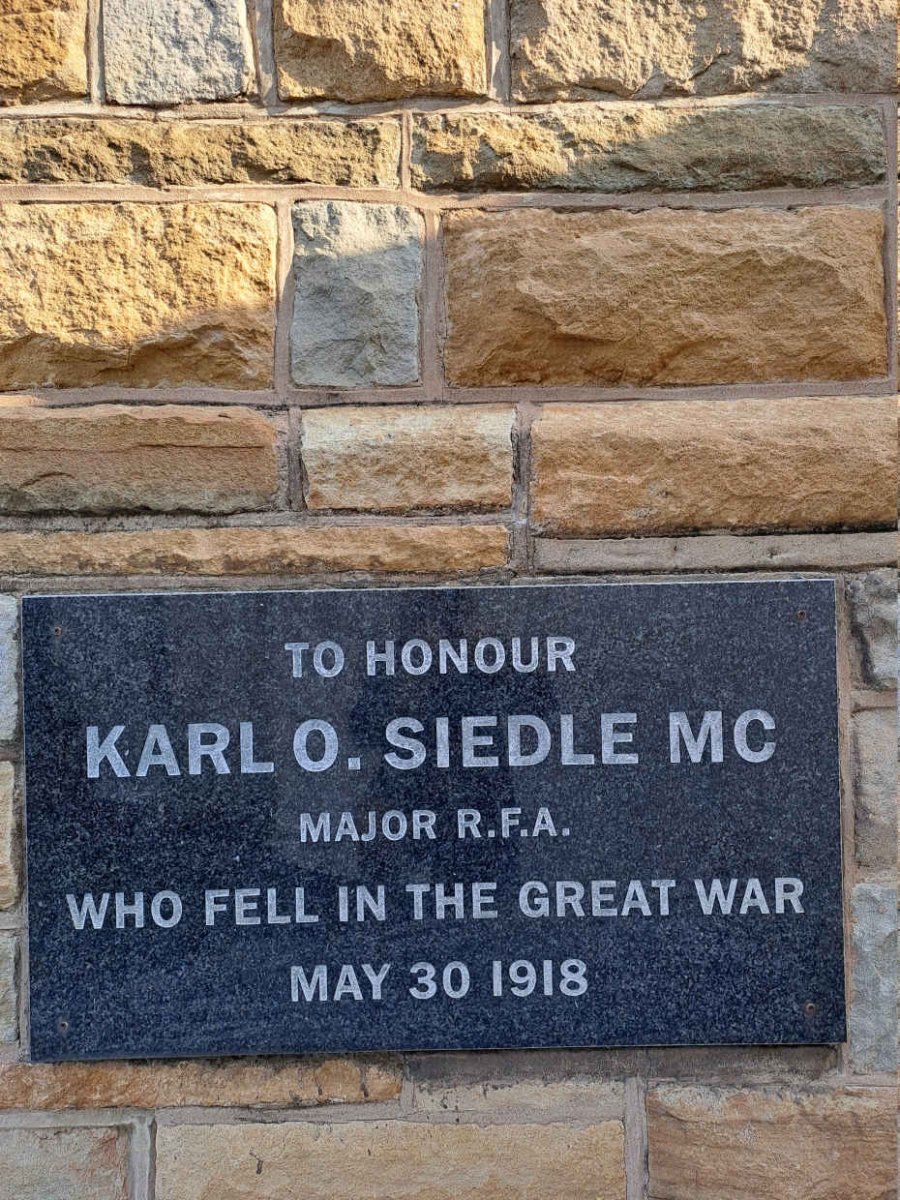 TO HONOUR
KARL O. SIEDLE MC
MAJOR R.F.A.
WHO FELL IN THE GREAT WAR
MAY 30 1918